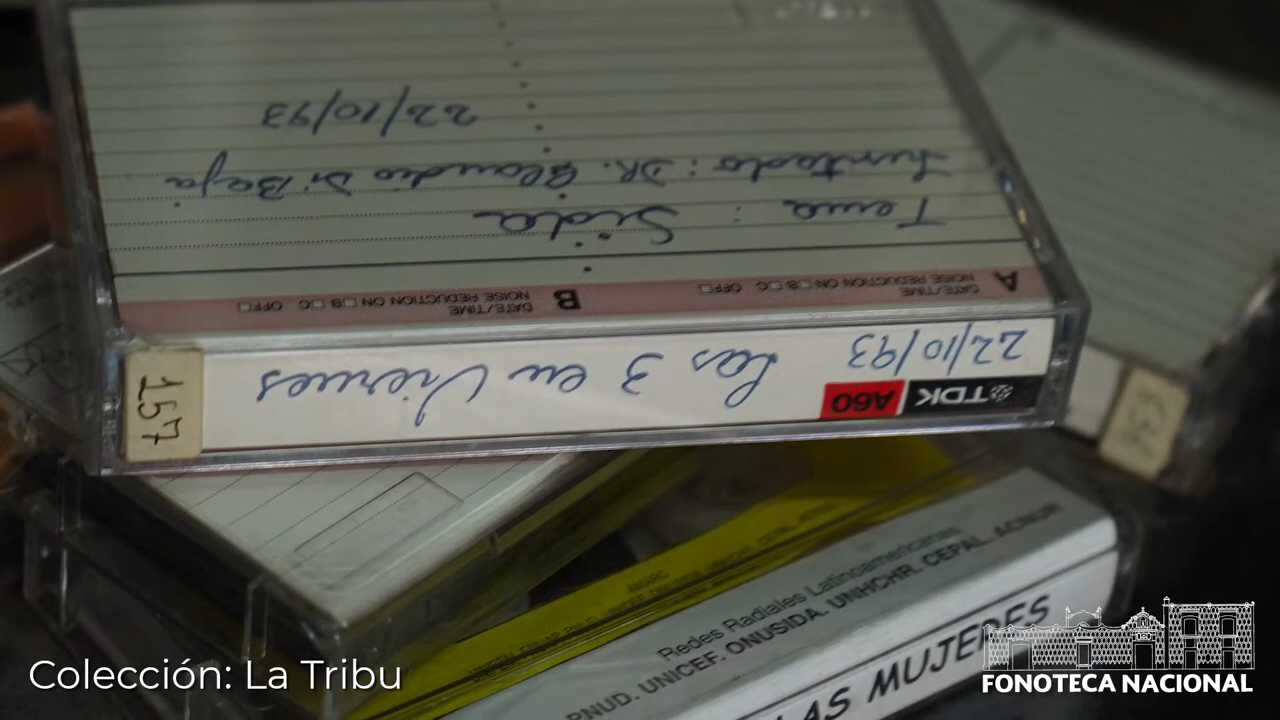 22/10/93
Tema : Sida
Invitado : DR. Claudio Di Baja
22/10/93
A DATE/TIME
NOISE REDUCTION ON □B □C OFF□
B DATE/TIME
NOISE REDUCTION ON □B □C OFF□
TDK A60
22/10/93 Las 3 en Viernes
157
Redes Radiales Latinoamericanas
PNUD. UNICEF. ONUSIDA. UNHCHR. CEPAL. ACNUR
LAS MUJERES
Colección: La Tribu
FONOTECA NACIONAL